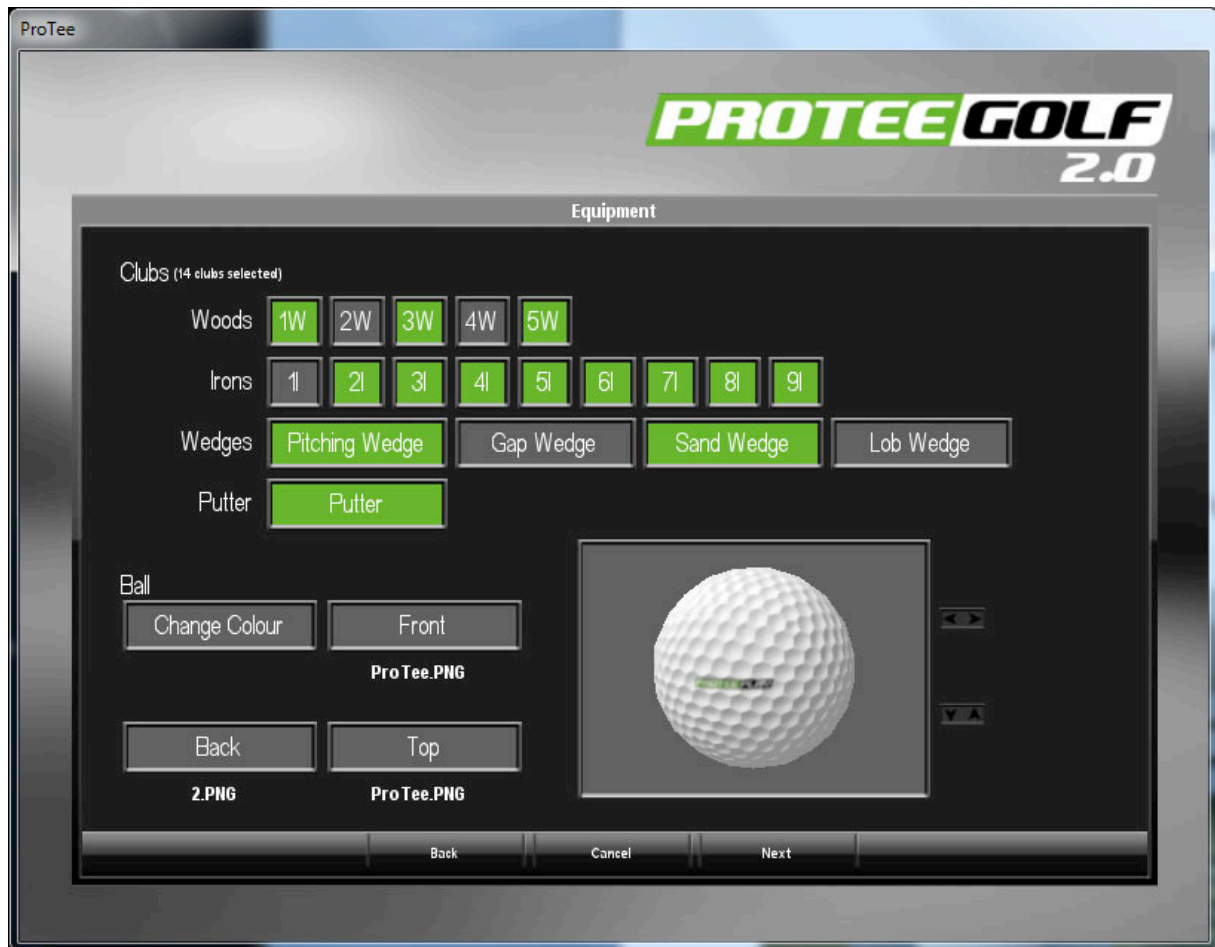 ProTee
PROTEE GOLF
2.0
Equipment
Clubs (14 clubs selected)
Woods 1W 2W 3W 4W 5W
Irons 1I 2I 3I 4I 5I 6I 7I 8I 9I
Wedges Pitching Wedge Gap Wedge Sand Wedge Lob Wedge
Putter Putter
Ball
Change Colour Front
ProTee.PNG
PROTEE PLAY
Back Top
2.PNG ProTee.PNG
Back Cancel Next